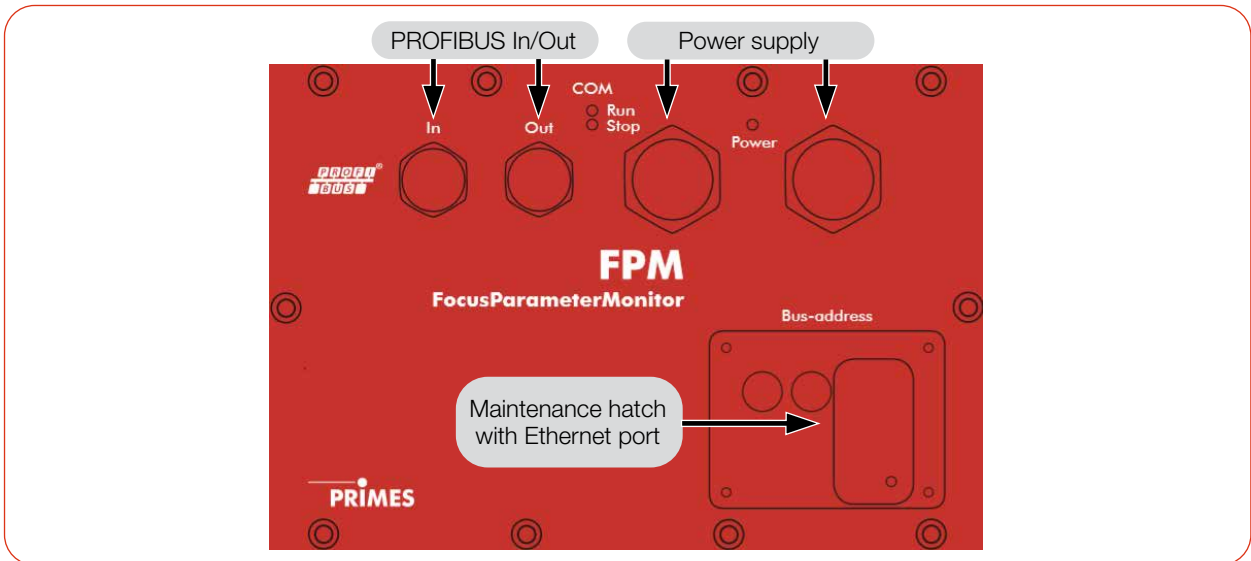 PROFIBUS In/Out
Power supply
COM
Run
Stop
In
Out
Power
PROFI®
BUS
FPM
FocusParameterMonitor
Bus-address
Maintenance hatch
with Ethernet port
PRIMES